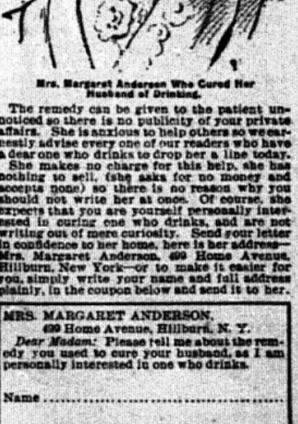 Mrs. Margaret Anderson Who Cured Her
Husband of Drinking.
The remedy can be given to the patient un-
noticed so there is no publicity of your private
affairs. She is anxious to help others so we ear-
nestly advise every one of our readers who have
a dear one who drinks to drop her a line today.
She makes no charge for this help, she has
nothing to sell, (she asks for no money and
accepts none) so there is no reason why you
should not write her at once. Of course, she
expects that you are yourself personally inter-
ested in curing one who drinks, and are not
writing out of mere curiosity. Send your letter
in confidence to her home, here is her address—
Mrs. Margaret Anderson, 499 Home Avenue,
Hillburn, New York—or to make it easier for
you, simply write your name and full address
plainly, in the coupon below and send it to her.
MRS. MARGARET ANDERSON,
499 Home Avenue, Hillburn, N. Y.
Dear Madam: Please tell me about the rem-
edy you used to cure your husband, as I am
personally interested in one who drinks.
Name ..............................